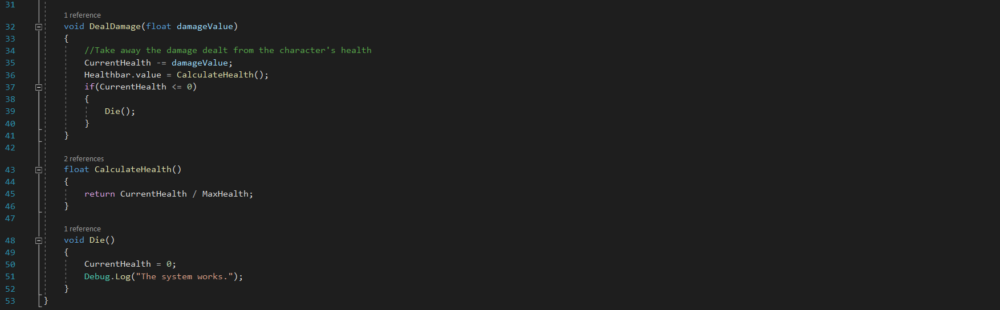 31
1 reference
32 void DealDamage(float damageValue)
33 {
34 //Take away the damage dealt from the character's health
35 CurrentHealth -= damageValue;
36 Healthbar.value = CalculateHealth();
37 if(CurrentHealth <= 0)
38 {
39 Die();
40 }
41 }
42
2 references
43 float CalculateHealth()
44 {
45 return CurrentHealth / MaxHealth;
46 }
47
1 reference
48 void Die()
49 {
50 CurrentHealth = 0;
51 Debug.Log("The system works.");
52 }
53 }